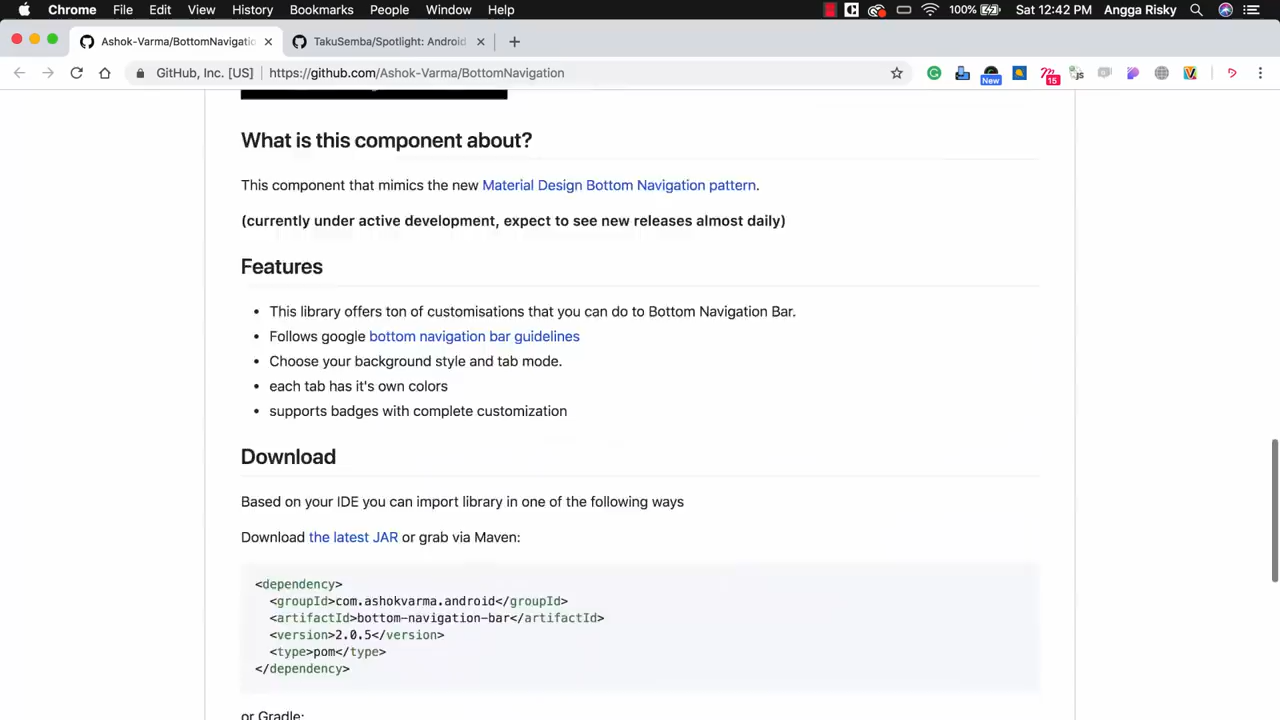 Chrome File Edit View History Bookmarks People Window Help 100% Sat 12:42 PM Angga Risky
Ashok-Varma/BottomNavigatio TakuSemba/Spotlight: Android
GitHub, Inc. [US] https://github.com/Ashok-Varma/BottomNavigation New 15 JS
What is this component about?
This component that mimics the new Material Design Bottom Navigation pattern.
(currently under active development, expect to see new releases almost daily)
Features
• This library offers ton of customisations that you can do to Bottom Navigation Bar.
• Follows google bottom navigation bar guidelines
• Choose your background style and tab mode.
• each tab has it's own colors
• supports badges with complete customization
Download
Based on your IDE you can import library in one of the following ways
Download the latest JAR or grab via Maven:
<dependency>
<groupId>com.ashokvarma.android</groupId>
<artifactId>bottom-navigation-bar</artifactId>
<version>2.0.5</version>
<type>pom</type>
</dependency>
or Gradle: